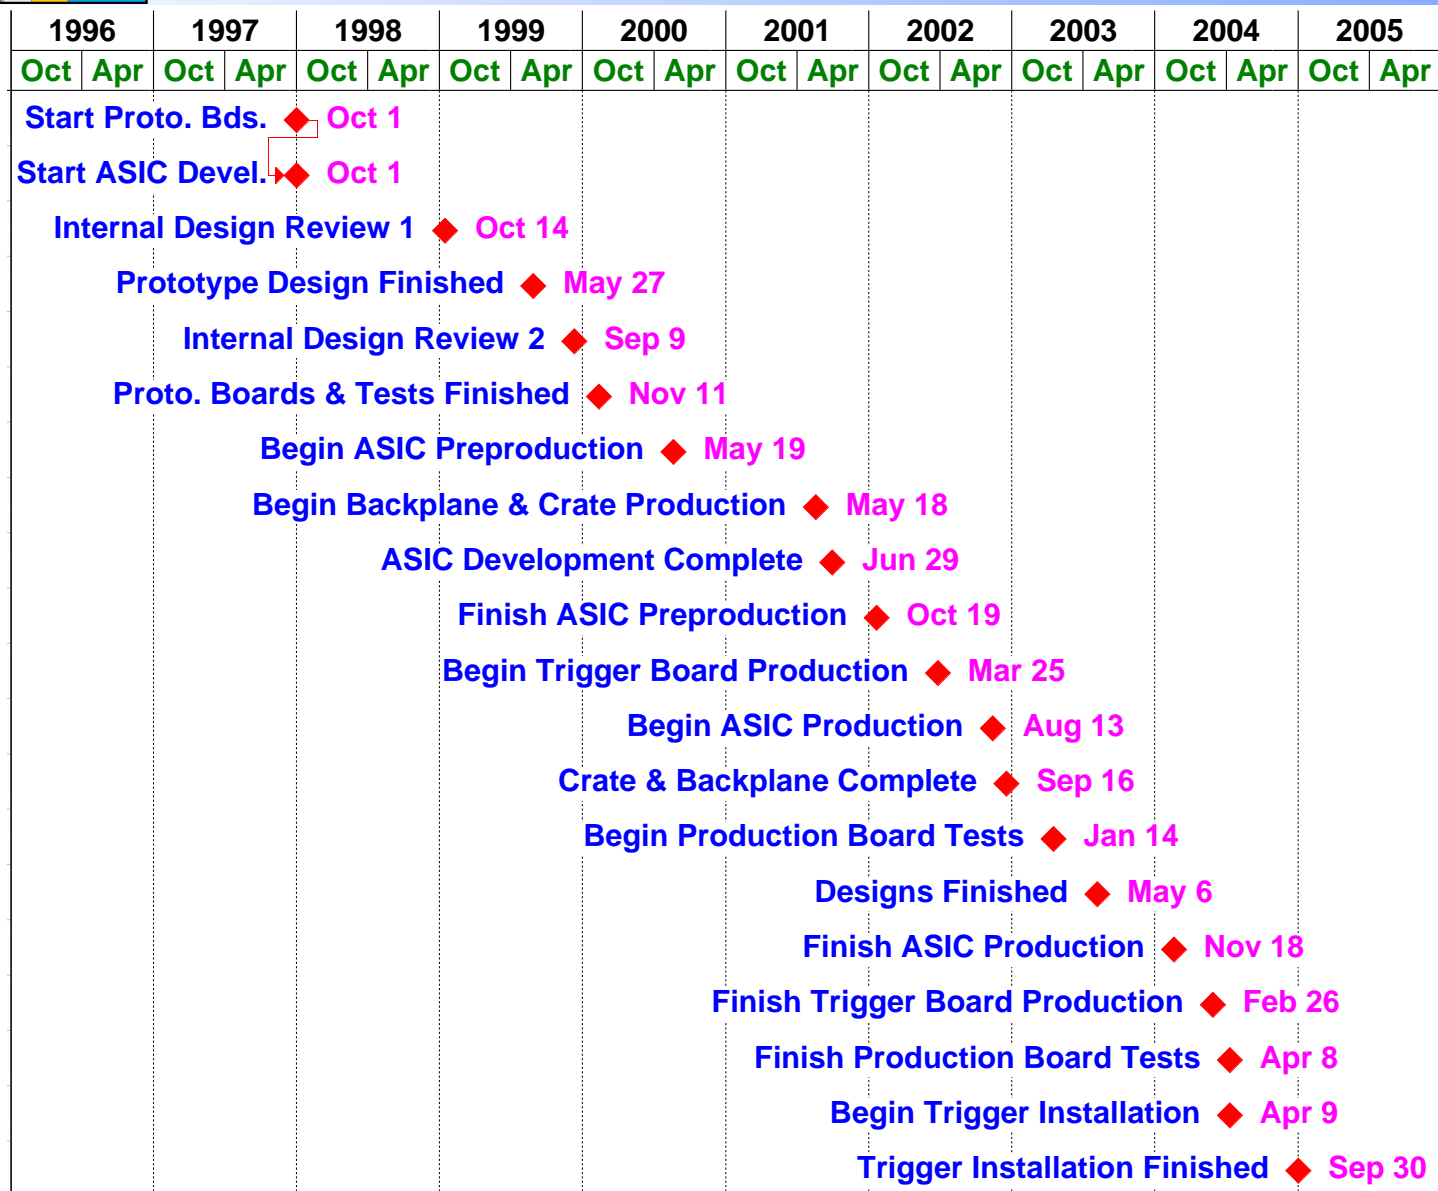 1996 1997 1998 1999 2000 2001 2002 2003 2004 2005
Oct Apr Oct Apr Oct Apr Oct Apr Oct Apr Oct Apr Oct Apr Oct Apr Oct Apr Oct Apr
Start Proto. Bds. Oct 1
Start ASIC Devel. Oct 1
Internal Design Review 1 Oct 14
Prototype Design Finished May 27
Internal Design Review 2 Sep 9
Proto. Boards & Tests Finished Nov 11
Begin ASIC Preproduction May 19
Begin Backplane & Crate Production May 18
ASIC Development Complete Jun 29
Finish ASIC Preproduction Oct 19
Begin Trigger Board Production Mar 25
Begin ASIC Production Aug 13
Crate & Backplane Complete Sep 16
Begin Production Board Tests Jan 14
Designs Finished May 6
Finish ASIC Production Nov 18
Finish Trigger Board Production Feb 26
Finish Production Board Tests Apr 8
Begin Trigger Installation Apr 9
Trigger Installation Finished Sep 30